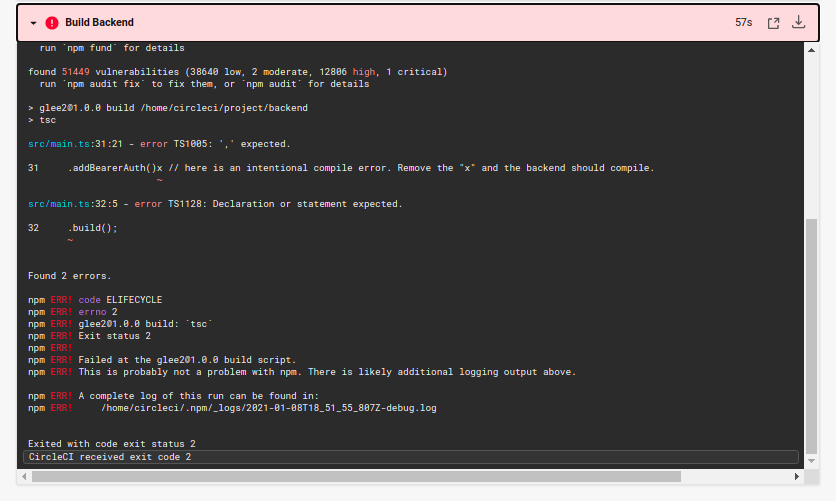 Build Backend
57s
run `npm fund` for details
found 51449 vulnerabilities (38640 low, 2 moderate, 12806 high, 1 critical)
run `npm audit fix` to fix them, or `npm audit` for details
> glee2@1.0.0 build /home/circleci/project/backend
> tsc
src/main.ts:31:21 - error TS1005: ',' expected.
31 .addBearerAuth()x // here is an intentional compile error. Remove the "x" and the backend should compile.
~
src/main.ts:32:5 - error TS1128: Declaration or statement expected.
32 .build();
~
Found 2 errors.
npm ERR! code ELIFECYCLE
npm ERR! errno 2
npm ERR! glee2@1.0.0 build: `tsc`
npm ERR! Exit status 2
npm ERR!
npm ERR! Failed at the glee2@1.0.0 build script.
npm ERR! This is probably not a problem with npm. There is likely additional logging output above.
npm ERR! A complete log of this run can be found in:
npm ERR! /home/circleci/.npm/_logs/2021-01-08T18_51_55_807Z-debug.log
Exited with code exit status 2
CircleCI received exit code 2